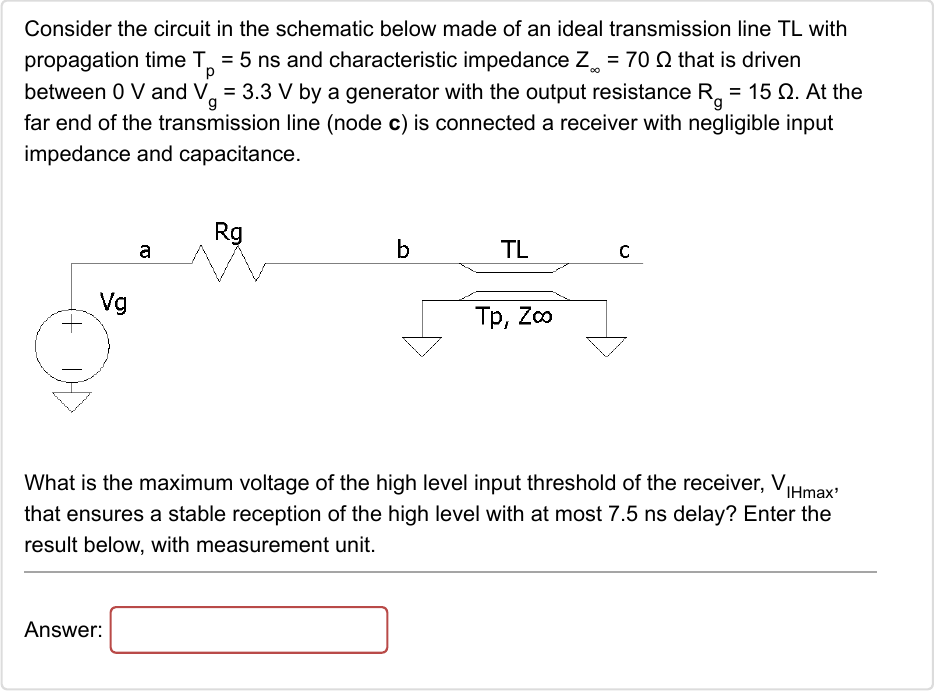 Consider the circuit in the schematic below made of an ideal transmission line TL with
propagation time Tp = 5 ns and characteristic impedance Z∞ = 70 Ω that is driven
between 0 V and Vg = 3.3 V by a generator with the output resistance Rg = 15 Ω. At the
far end of the transmission line (node c) is connected a receiver with negligible input
impedance and capacitance.
Rg
a
b
TL
c
Vg
+
Tp, Z∞
What is the maximum voltage of the high level input threshold of the receiver, VIHmax,
that ensures a stable reception of the high level with at most 7.5 ns delay? Enter the
result below, with measurement unit.
Answer: